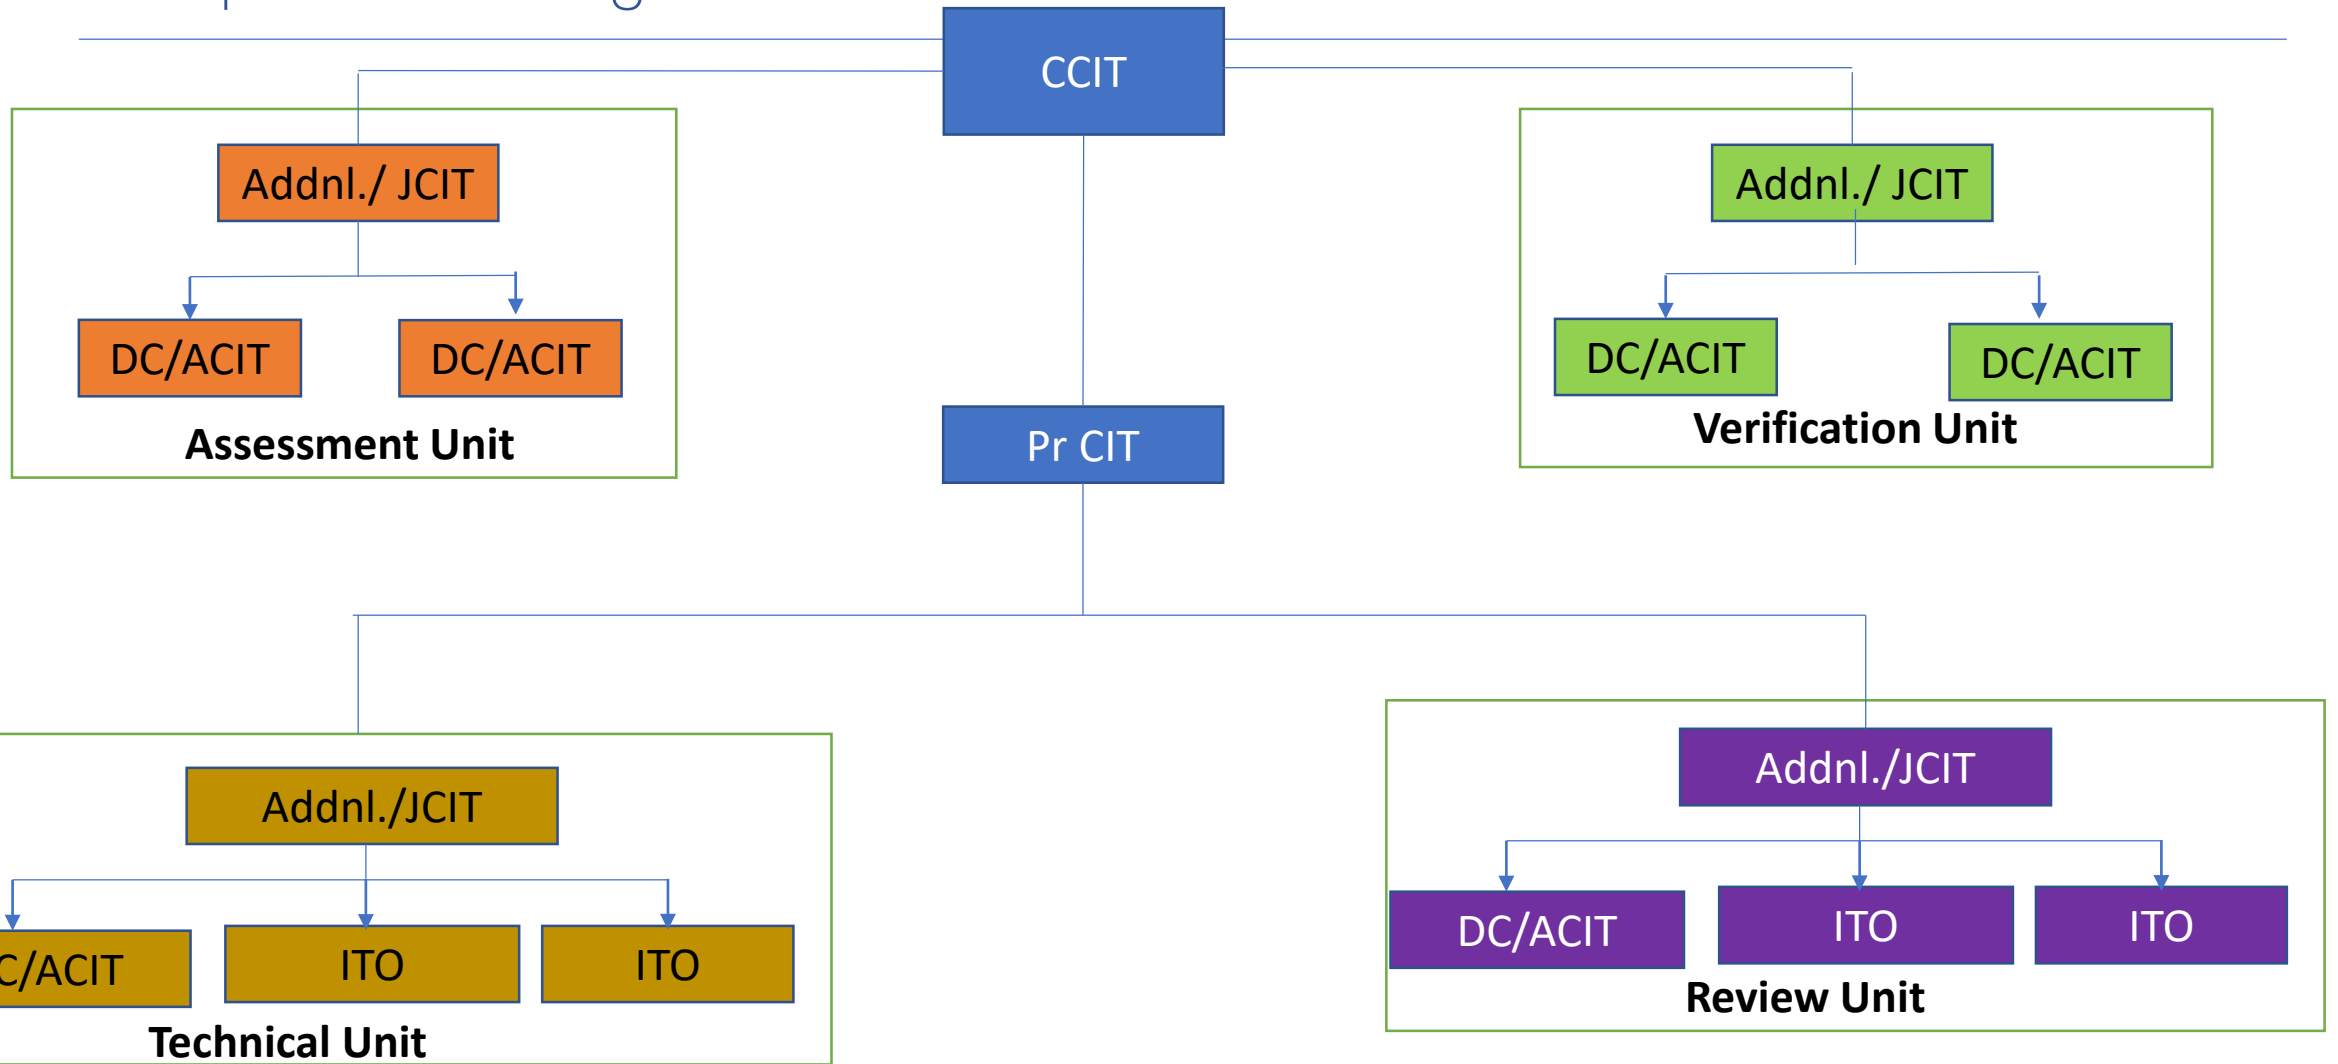 CCIT
Addnl./ JCIT
Addnl./ JCIT
DC/ACIT
DC/ACIT
DC/ACIT
DC/ACIT
Assessment Unit
Verification Unit
Pr CIT
Addnl./JCIT
Addnl./JCIT
C/ACIT
ITO
ITO
DC/ACIT
ITO
ITO
Technical Unit
Review Unit